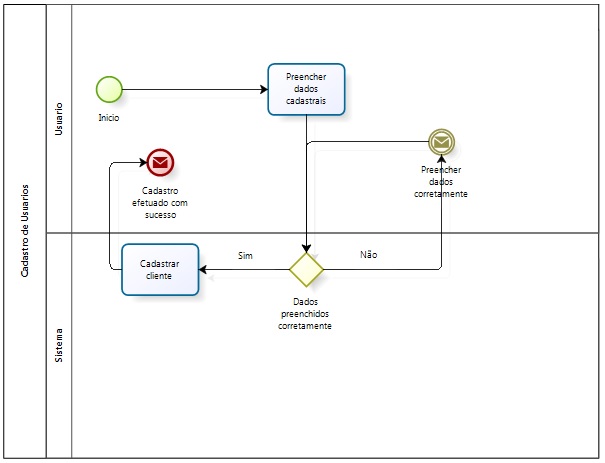 Cadastro de Usuarios
Usuario
Inicio
Preencher
dados
cadastrais
Cadastro
efetuado com
sucesso
Preencher
dados
corretamente
Sistema
Cadastrar
cliente
Sim
Não
Dados
preenchidos
corretamente